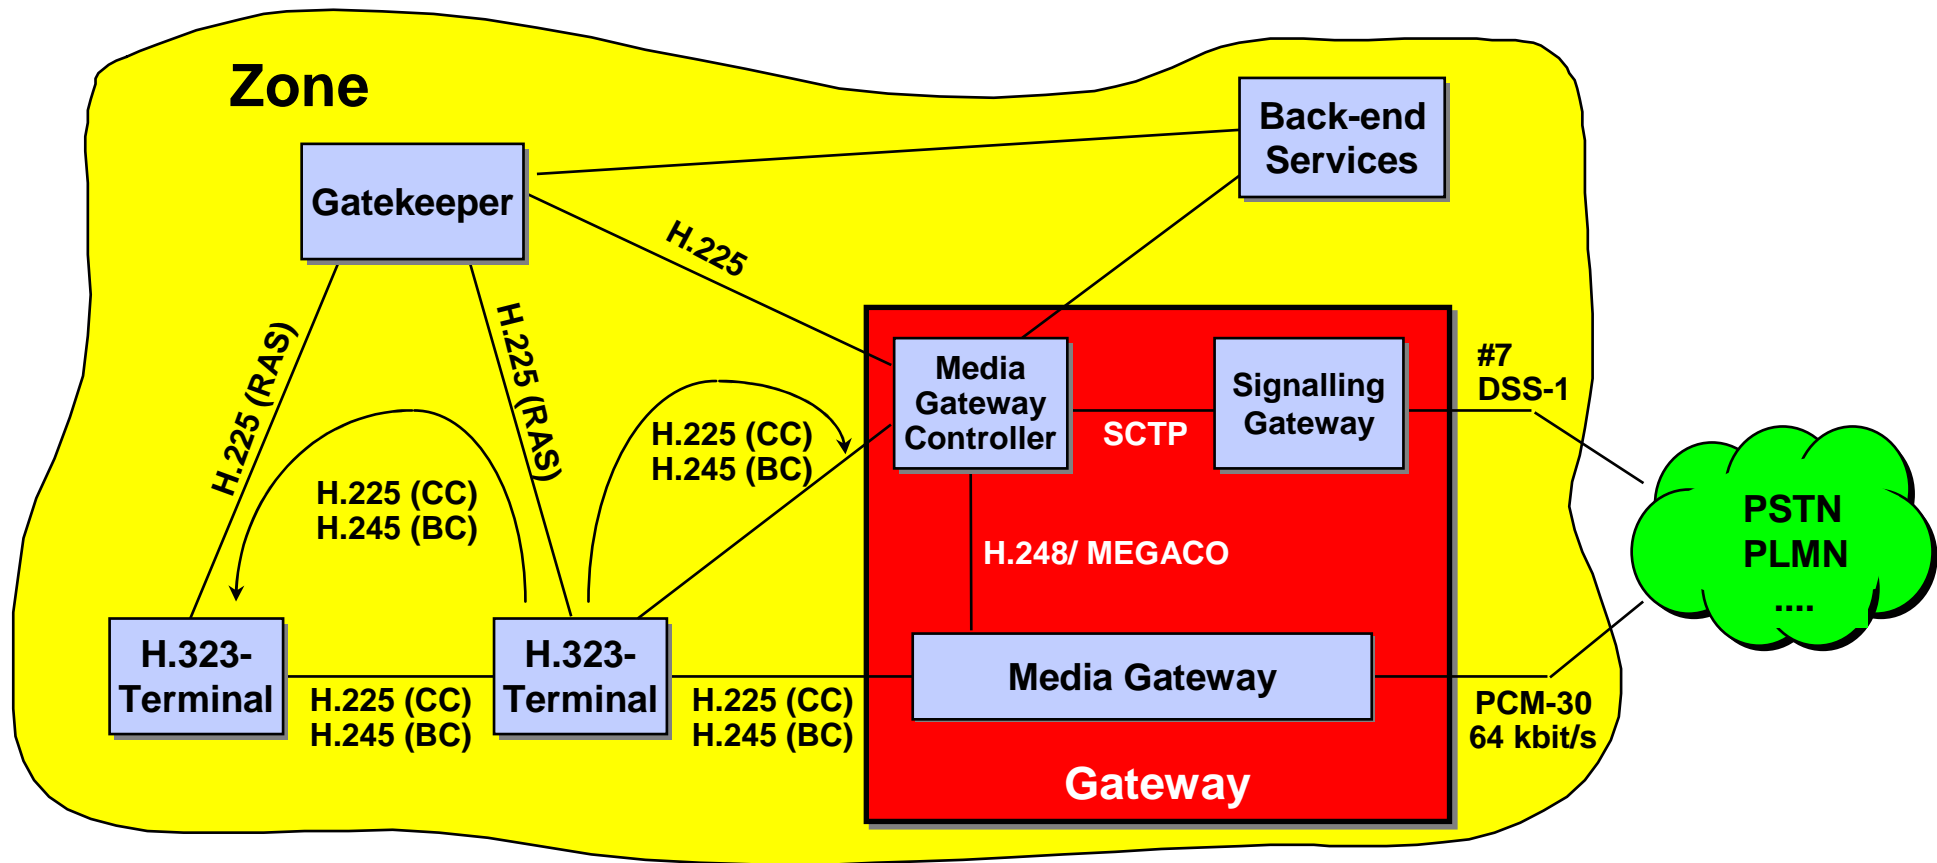 Zone
Back-end
Services
Gatekeeper
H.225
H.225 (RAS)
H.225 (RAS)
Media
Gateway
Controller
Signalling
Gateway
#7
DSS-1
SCTP
H.225 (CC)
H.245 (BC)
H.225 (CC)
H.245 (BC)
PSTN
PLMN
....
H.248/ MEGACO
H.323-
Terminal
H.323-
Terminal
Media Gateway
H.225 (CC)
H.245 (BC)
H.225 (CC)
H.245 (BC)
PCM-30
64 kbit/s
Gateway